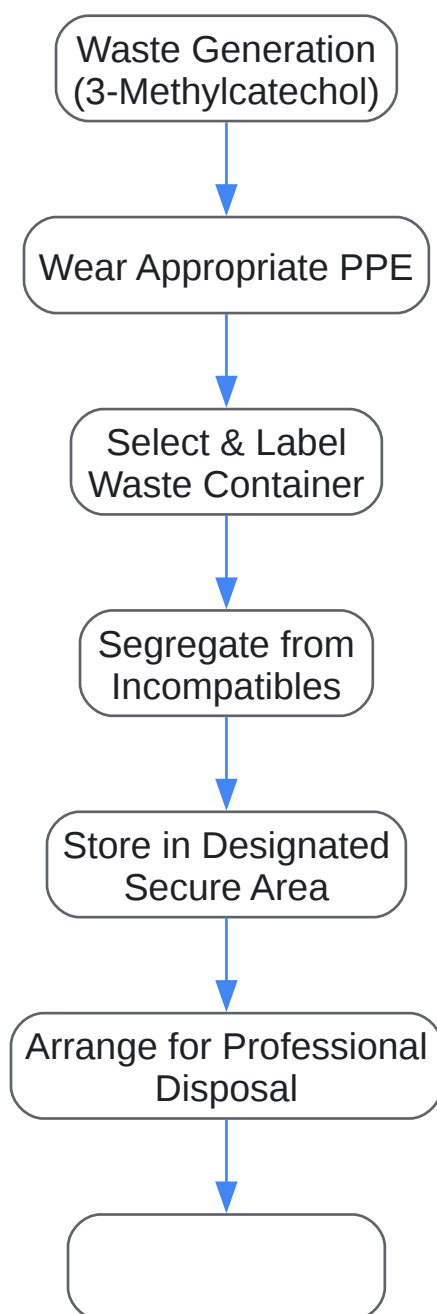 Waste Generation
(3-Methylcatechol)
Wear Appropriate PPE
Select & Label
Waste Container
Segregate from
Incompatibles
Store in Designated
Secure Area
Arrange for Professional
Disposal